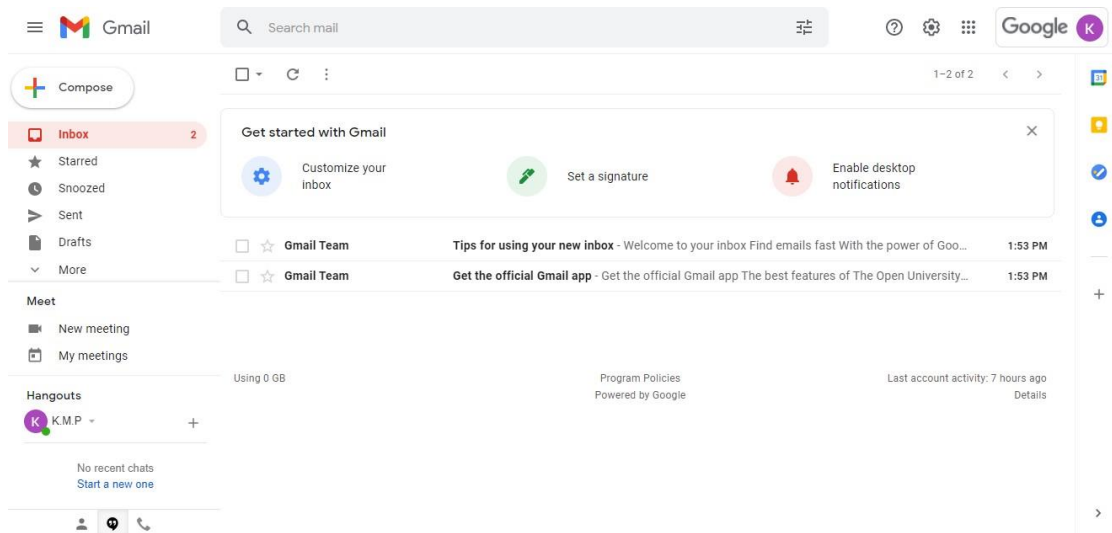 Gmail
Search mail
Google K
Compose
1–2 of 2
31
Inbox 2
Starred
Snoozed
Sent
Drafts
More
Get started with Gmail
Customize your
inbox
Set a signature
Enable desktop
notifications
Gmail Team Tips for using your new inbox - Welcome to your inbox Find emails fast With the power of Goo... 1:53 PM
Gmail Team Get the official Gmail app - Get the official Gmail app The best features of The Open University... 1:53 PM
Meet
New meeting
My meetings
Using 0 GB
Program Policies
Powered by Google
Last account activity: 7 hours ago
Details
Hangouts
K K.M.P
No recent chats
Start a new one